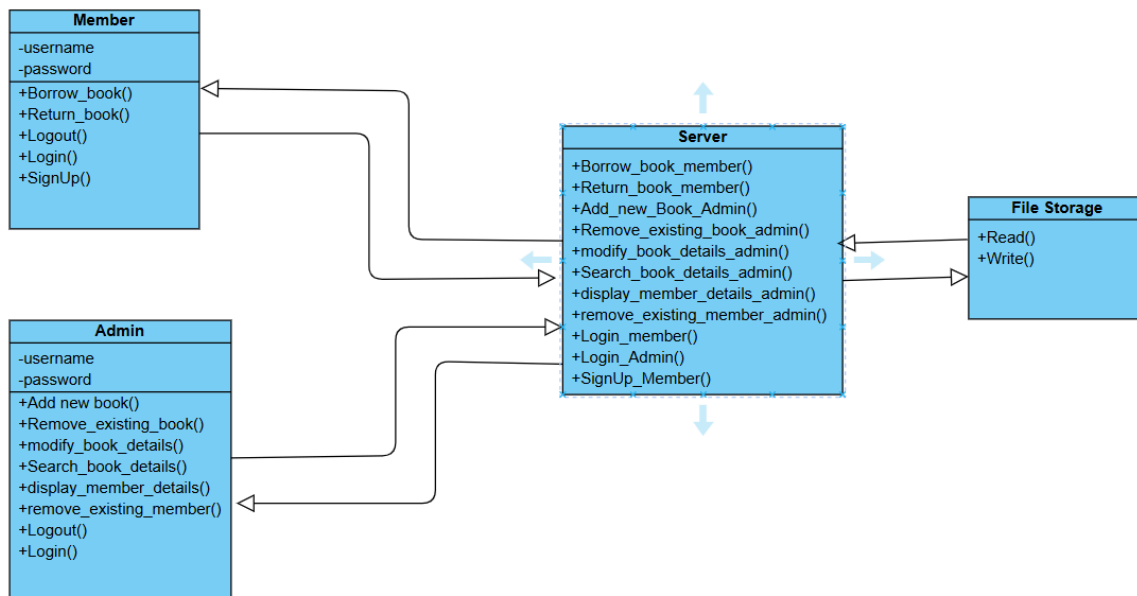 Member
-username
-password
+Borrow_book()
+Return_book()
+Logout()
+Login()
+SignUp()
Admin
-username
-password
+Add new book()
+Remove_existing_book()
+modify_book_details()
+Search_book_details()
+display_member_details()
+remove_existing_member()
+Logout()
+Login()
Server
+Borrow_book_member()
+Return_book_member()
+Add_new_Book_Admin()
+Remove_existing_book_admin()
+modify_book_details_admin()
+Search_book_details_admin()
+display_member_details_admin()
+remove_existing_member_admin()
+Login_member()
+Login_Admin()
+SignUp_Member()
File Storage
+Read()
+Write()